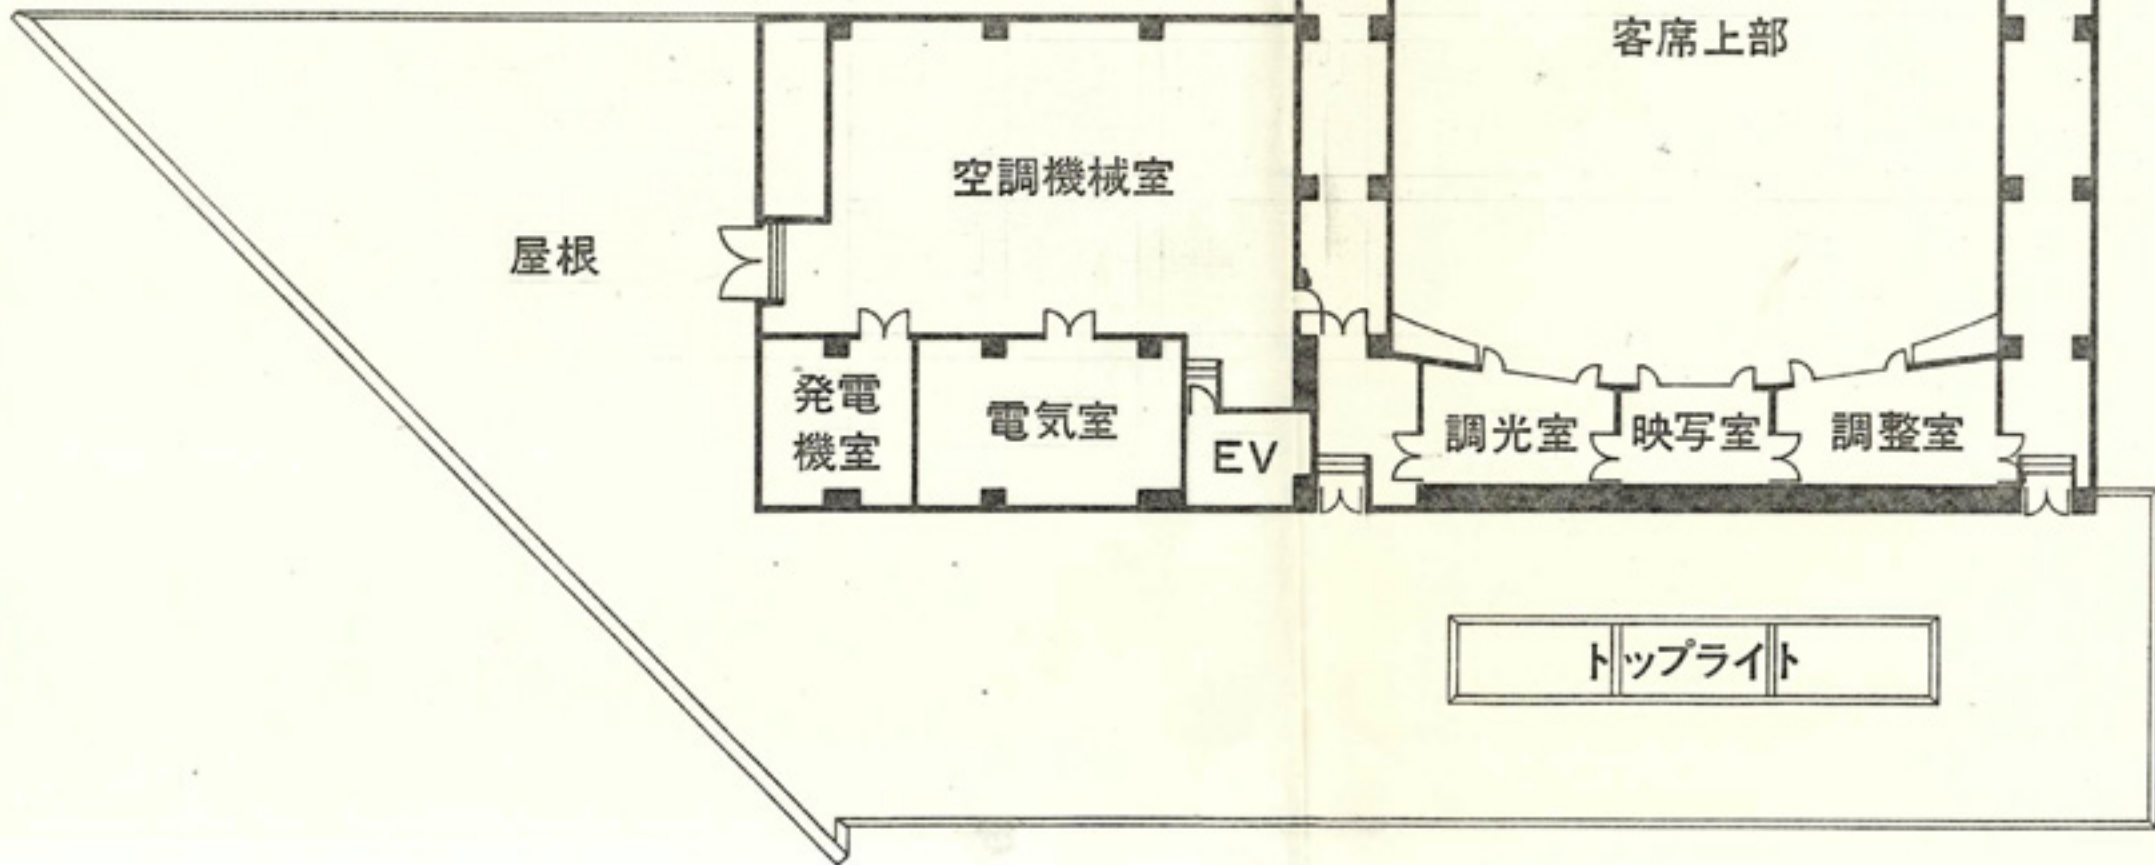 客席上部
空調機械室
屋根
発電
機室
電気室
EV
調光室
映写室
調整室
トップライト